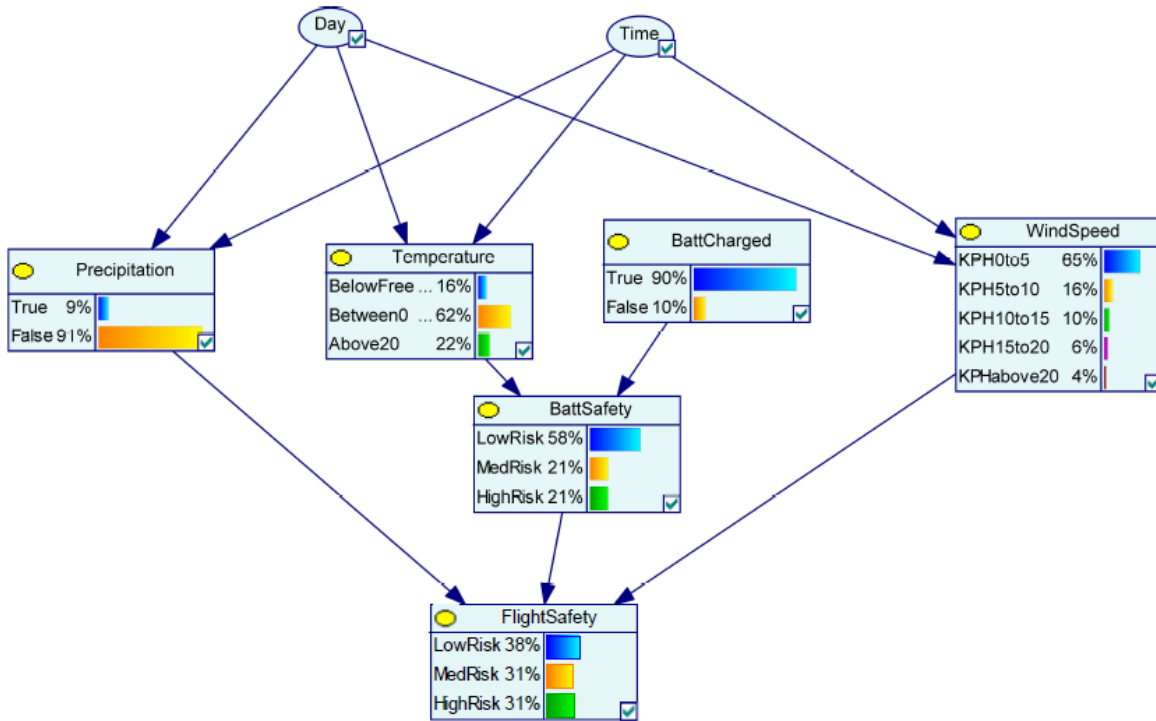 Day
Time
Precipitation
True 9%
False 91%
Temperature
BelowFree ... 16%
Between0 ... 62%
Above20 22%
BattCharged
True 90%
False 10%
WindSpeed
KPH0to5 65%
KPH5to10 16%
KPH10to15 10%
KPH15to20 6%
KPHabove20 4%
BattSafety
LowRisk 58%
MedRisk 21%
HighRisk 21%
FlightSafety
LowRisk 38%
MedRisk 31%
HighRisk 31%